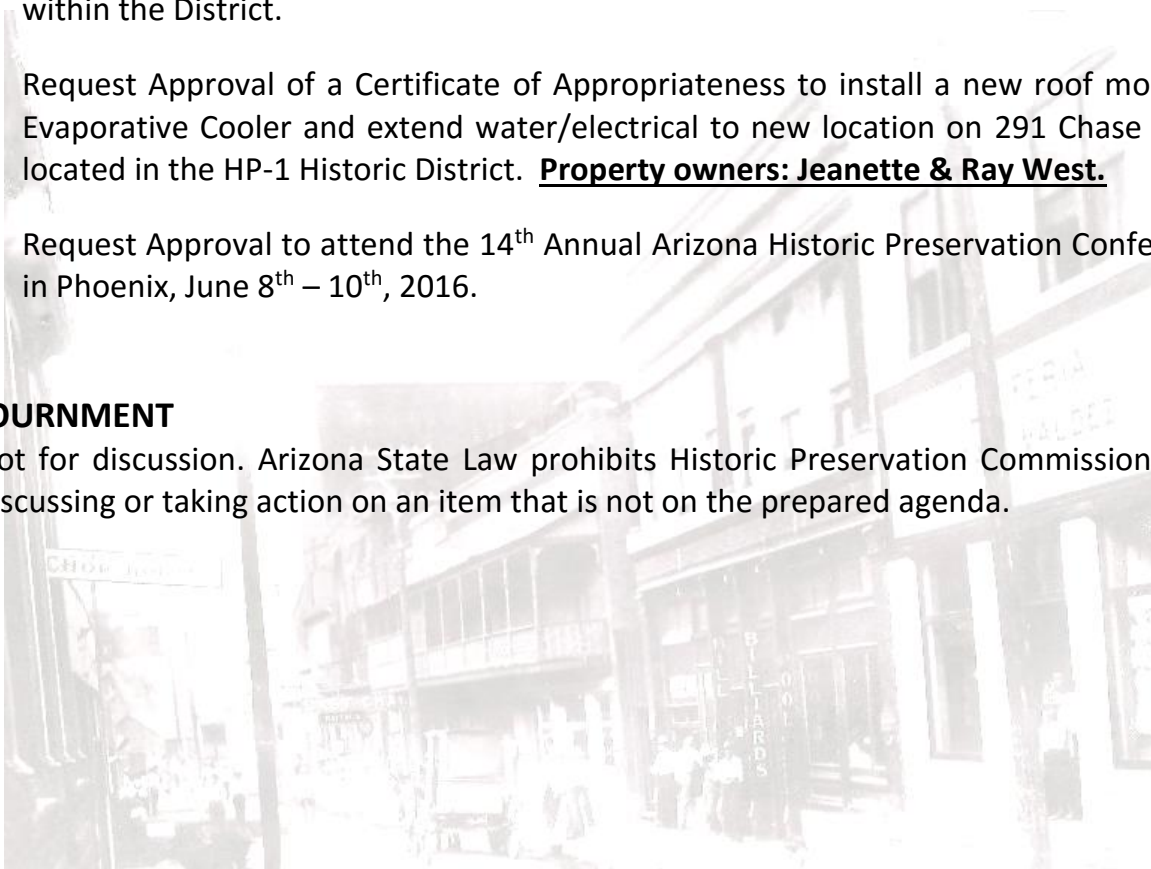 within the District.
Request Approval of a Certificate of Appropriateness to install a new roof mo
Evaporative Cooler and extend water/electrical to new location on 291 Chase
located in the HP-1 Historic District. Property owners: Jeanette & Ray West.
Request Approval to attend the 14th Annual Arizona Historic Preservation Confe
in Phoenix, June 8th – 10th, 2016.
OURNMENT
ot for discussion. Arizona State Law prohibits Historic Preservation Commission
scussing or taking action on an item that is not on the prepared agenda.
CHOP
BILLIARDS